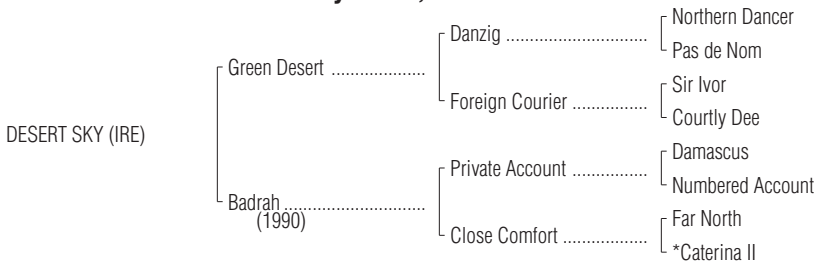 Northern Dancer
Danzig ..............................
Pas de Nom
Green Desert ....................
Sir Ivor
Foreign Courier ................
Courtly Dee
DESERT SKY (IRE)
Damascus
Private Account ................
Numbered Account
Badrah ..............................
(1990)
Far North
Close Comfort ..................
*Caterina II